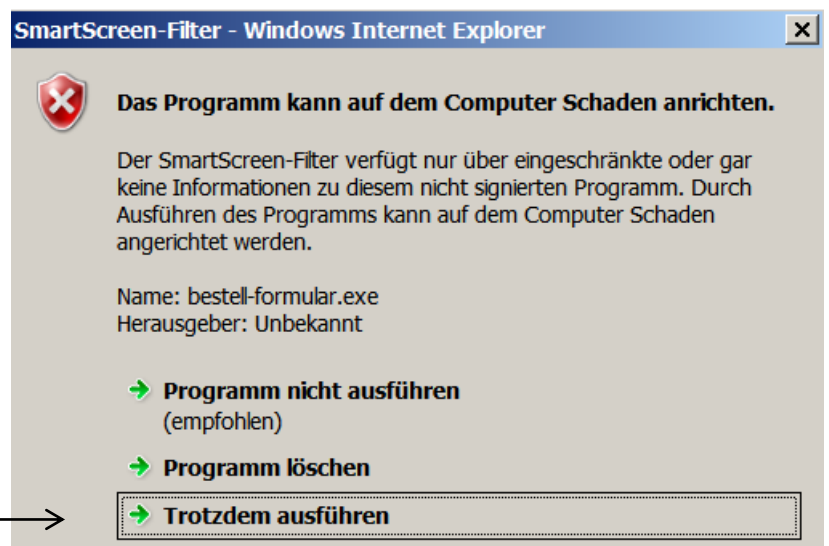 SmartScreen-Filter - Windows Internet Explorer
Das Programm kann auf dem Computer Schaden anrichten.
Der SmartScreen-Filter verfügt nur über eingeschränkte oder gar
keine Informationen zu diesem nicht signierten Programm. Durch
Ausführen des Programms kann auf dem Computer Schaden
angerichtet werden.
Name: bestell-formular.exe
Herausgeber: Unbekannt
Programm nicht ausführen
(empfohlen)
Programm löschen
Trotzdem ausführen